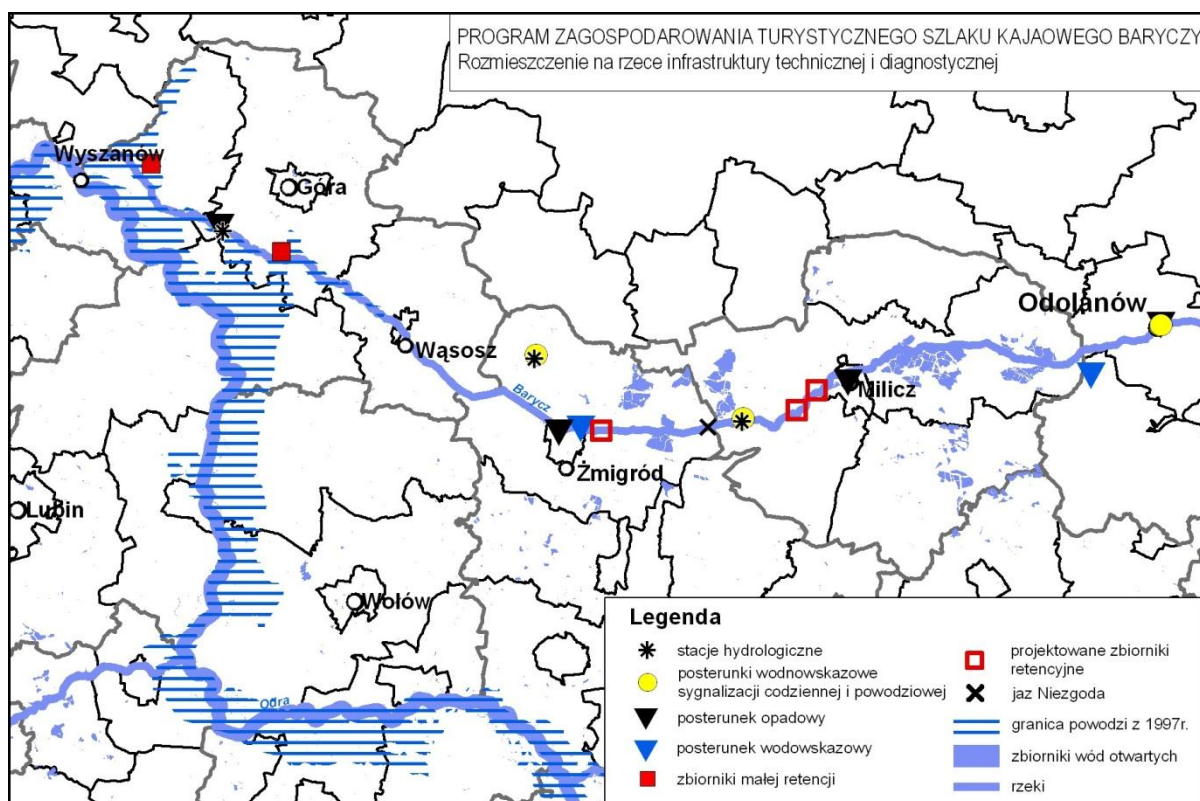 PROGRAM ZAGOSPODAROWANIA TURYSTYCZNEGO SZLAKU KAJAOWEGO BARYCZY
Rozmieszczenie na rzece infrastruktury technicznej i diagnostycznej
Wyszanów
Góra
Odolanów
Wąsosz
Barycz
Milicz
Żmigród
Lubin
Wołów
Odra
Legenda
stacje hydrologiczne
posterunki wodnowskazowe
sygnalizacji codziennej i powodziowej
posterunek opadowy
posterunek wodowskazowy
zbiorniki małej retencji
projektowane zbiorniki
retencyjne
jaz Niezgoda
granica powodzi z 1997r.
zbiorniki wód otwartych
rzeki